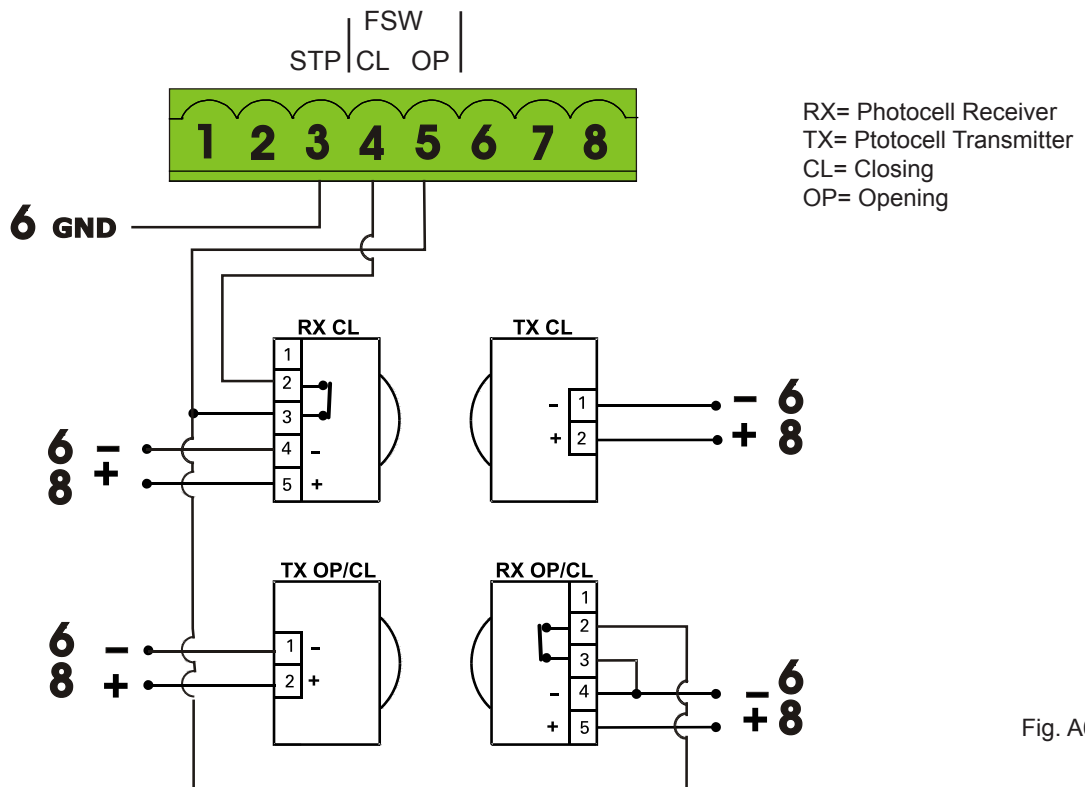 FSW
STP CL OP
1 2 3 4 5 6 7 8
RX= Photocell Receiver
TX= Ptotocell Transmitter
CL= Closing
OP= Opening
6 GND
RX CL
1
2
3
4 -
5 +
6 -
8 +
TX CL
- 1
+ 2
- 6
+ 8
TX OP/CL
1 -
2 +
6 -
8 +
RX OP/CL
1
2
3
- 4
+ 5
- 6
+ 8